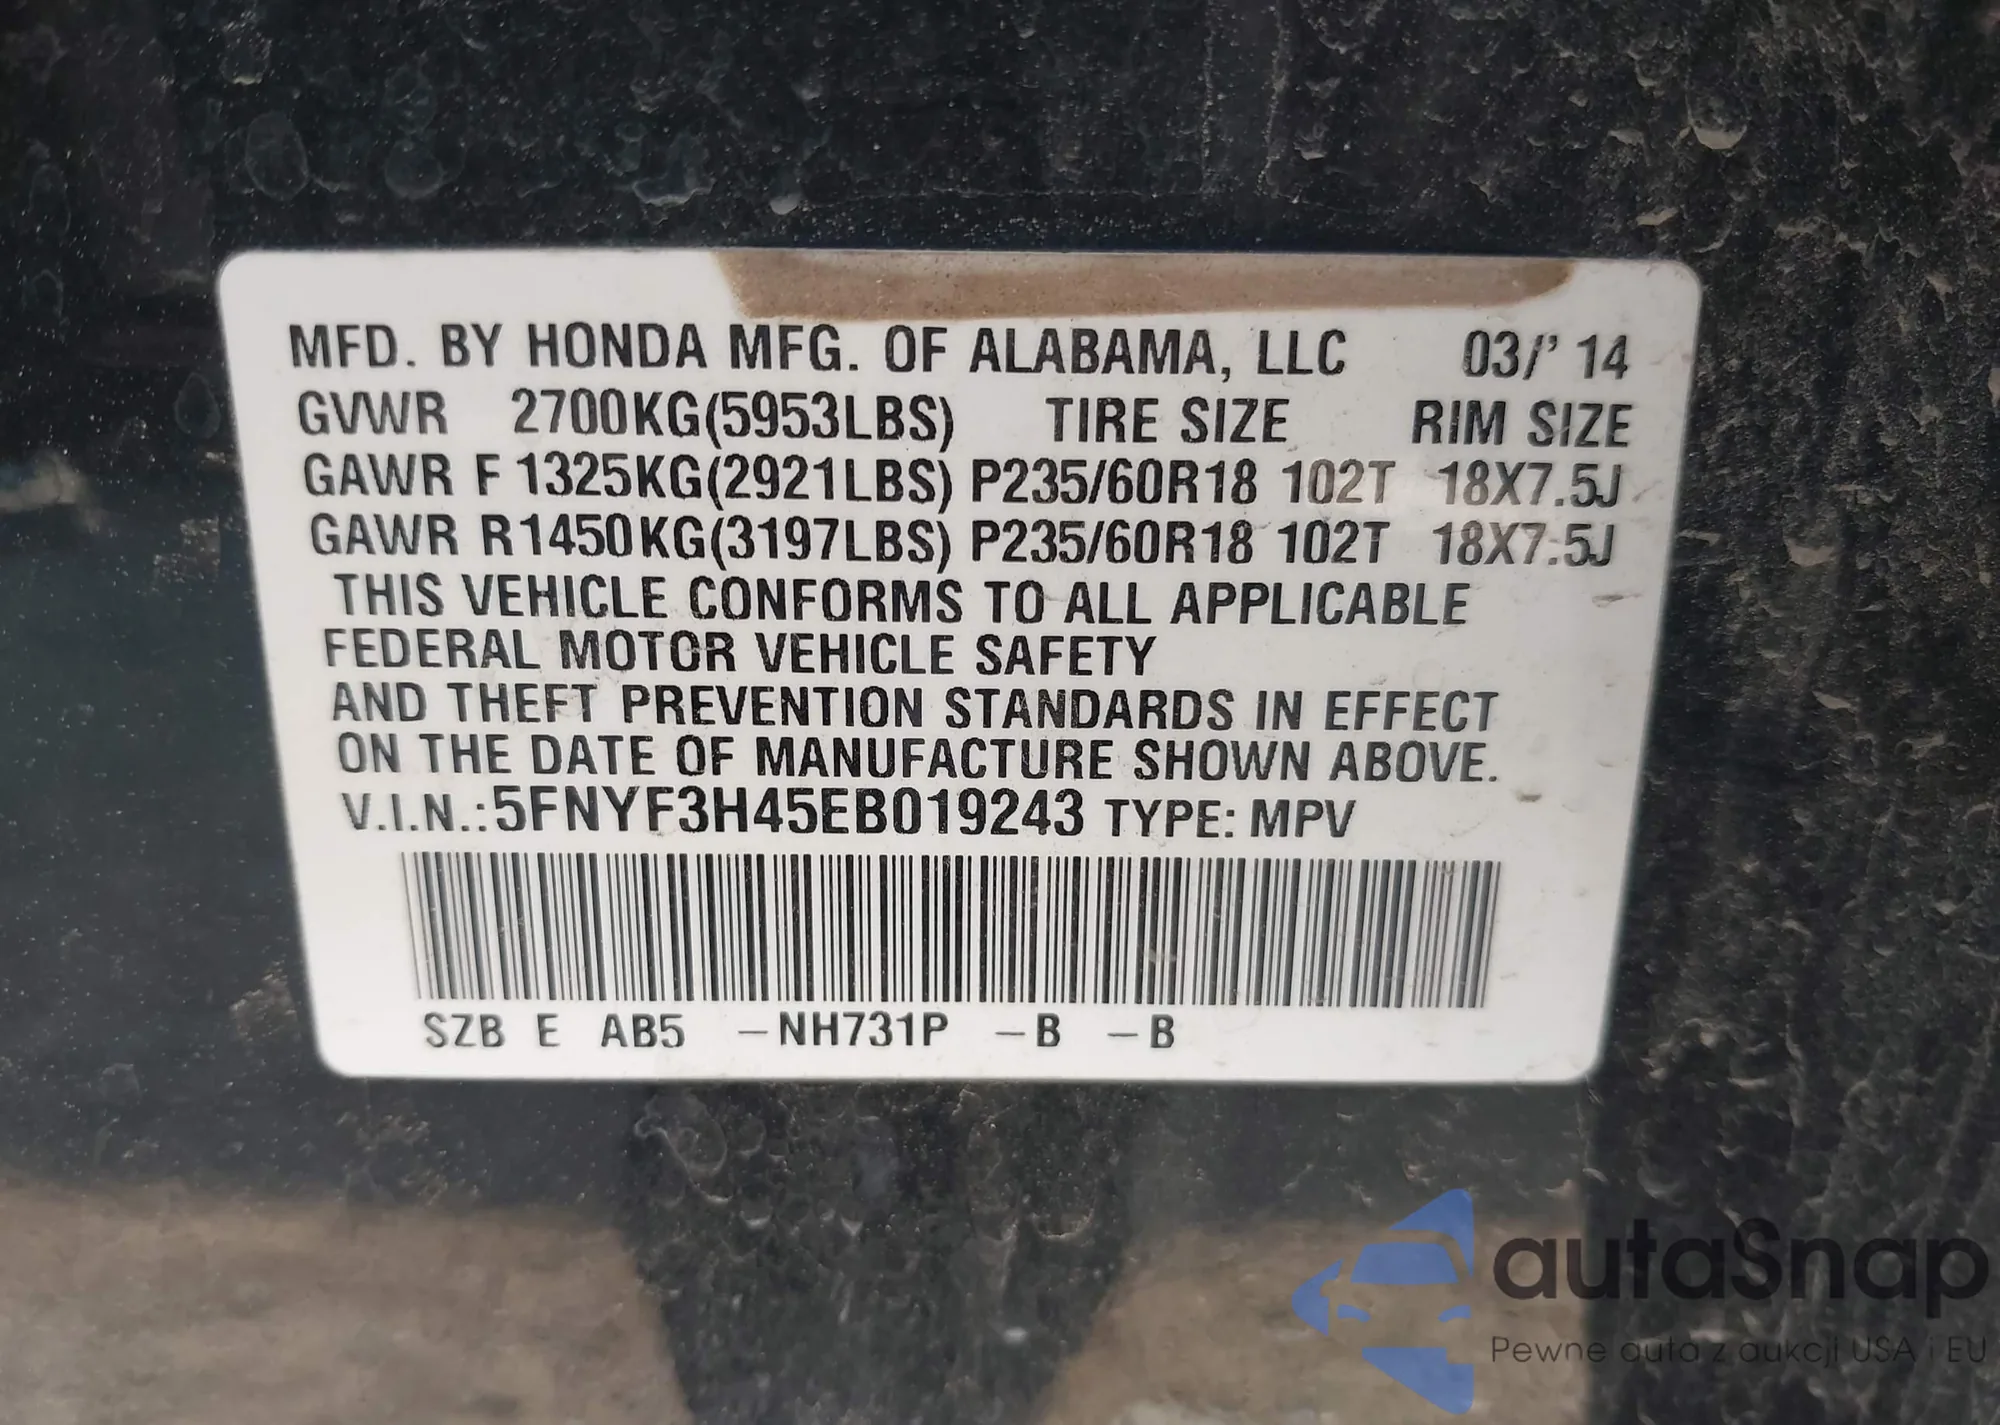 MFD. BY HONDA MFG. OF ALABAMA, LLC 03/'14
GVWR 2700KG(5953LBS) TIRE SIZE RIM SIZE
GAWR F 1325KG(2921LBS) P235/60R18 102T 18X7.5J
GAWR R1450KG(3197LBS) P235/60R18 102T 18X7.5J
THIS VEHICLE CONFORMS TO ALL APPLICABLE
FEDERAL MOTOR VEHICLE SAFETY
AND THEFT PREVENTION STANDARDS IN EFFECT
ON THE DATE OF MANUFACTURE SHOWN ABOVE.
V.I.N.:5FNYF3H45EB019243 TYPE: MPV
SZB E AB5 –NH731P –B –B
autaSnap
Pewne auta z aukcji USA i EU